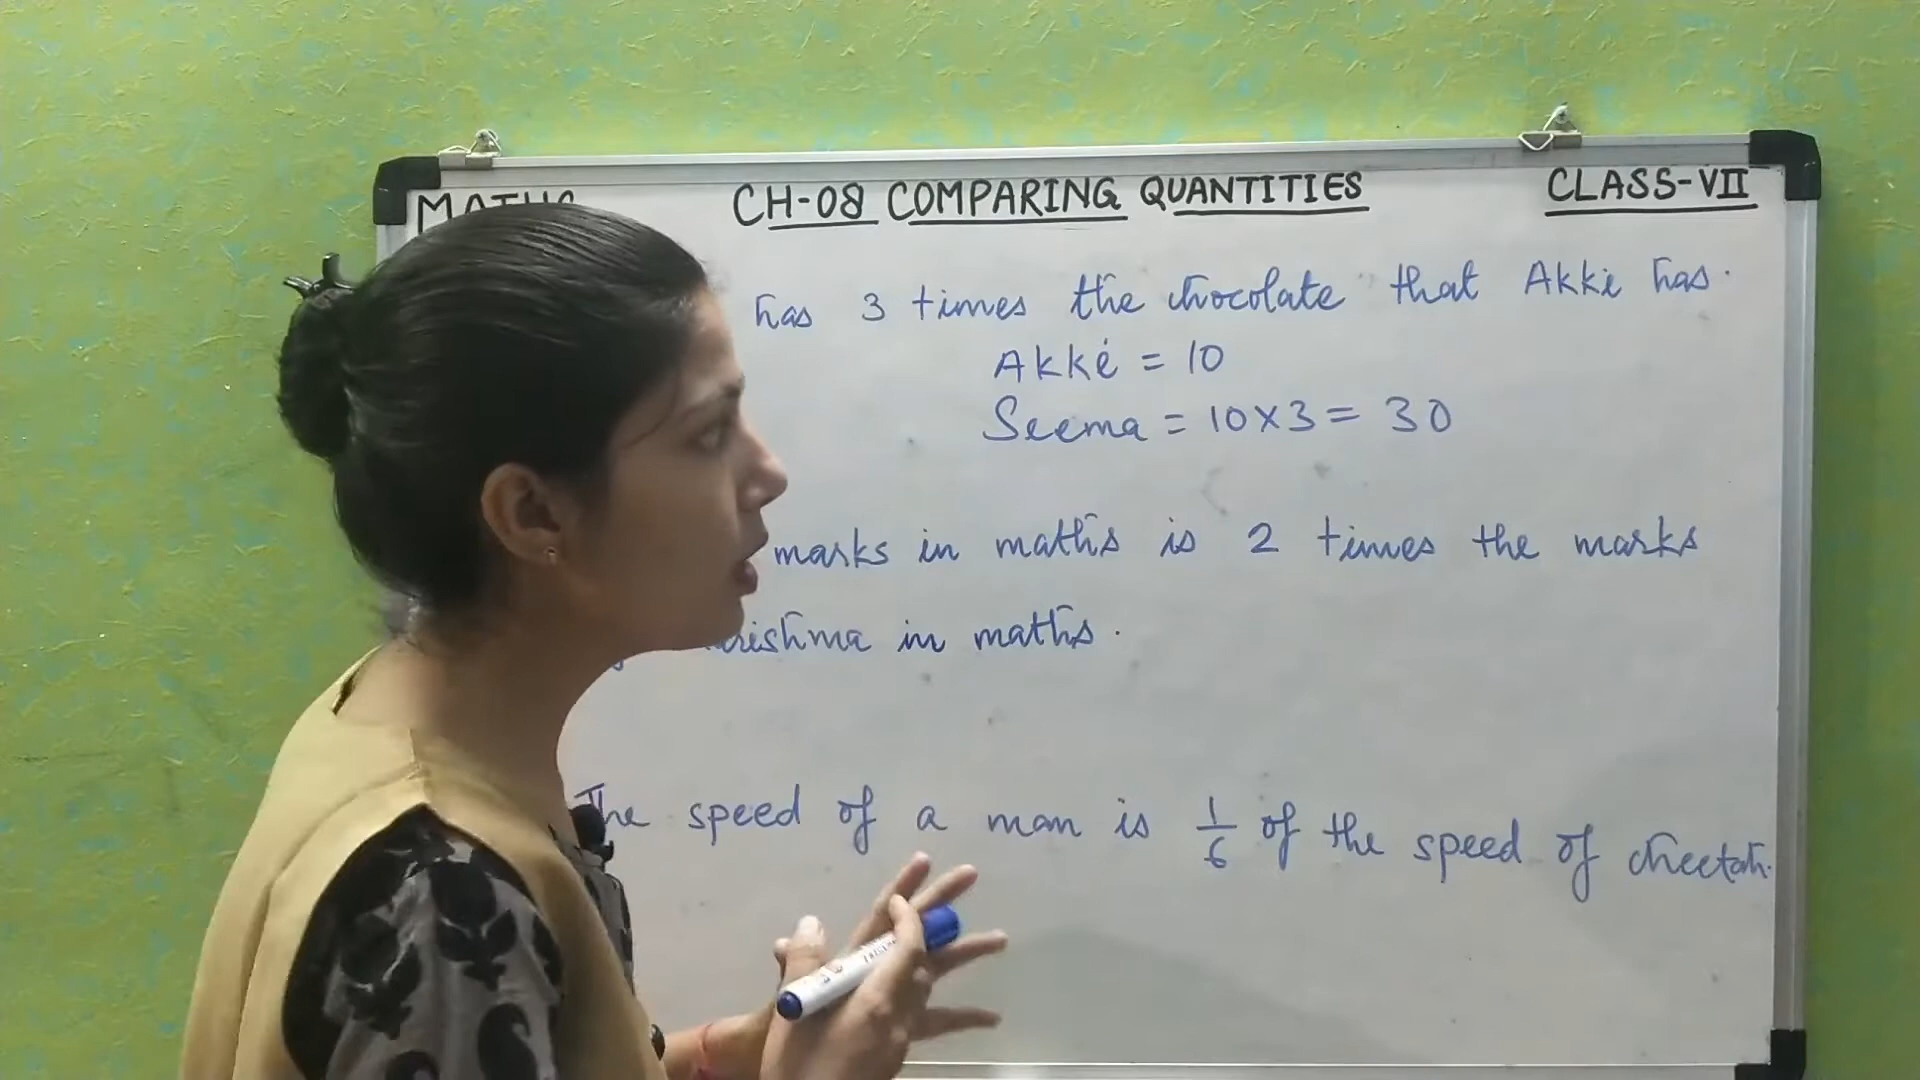 CH-08 COMPARING QUANTITIES CLASS-VII
has 3 times the chocolate that Akki has.
Akki = 10
Seema = 10×3 = 30
marks in maths is 2 times the marks
in maths.
The speed of a man is 1/6 of the speed of cheetah.